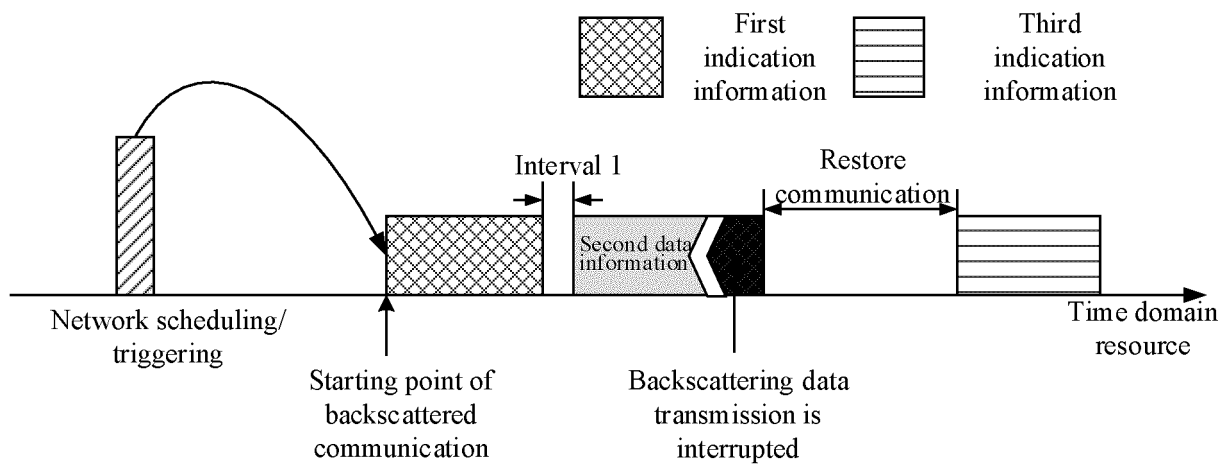 First
indication
information
Third
indication
information
Interval 1
Restore
communication
Second data
information
Network scheduling/
triggering
Time domain
resource
Starting point of
backscattered
communication
Backscattering data
transmission is
interrupted